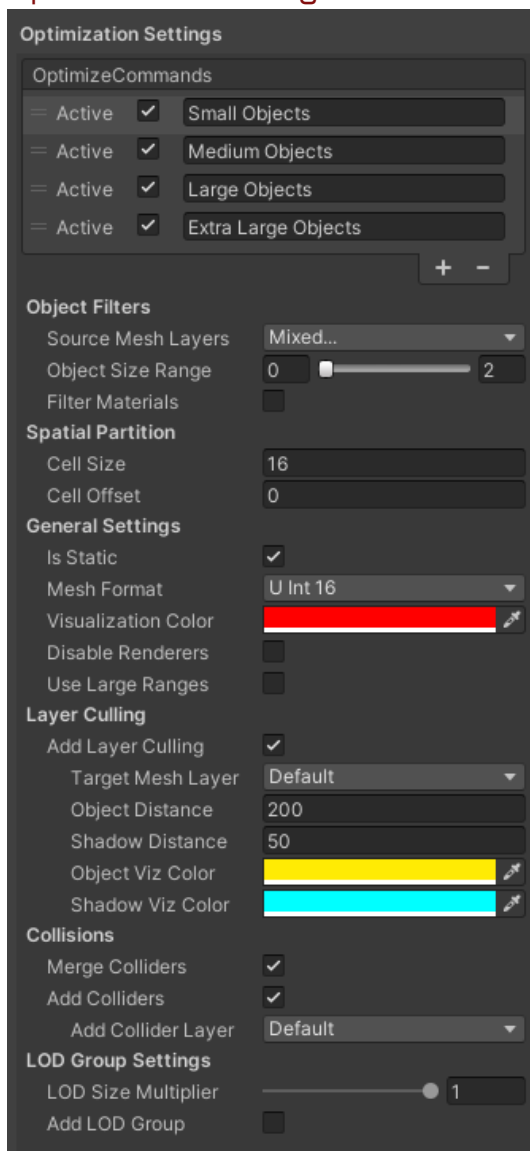 Optimization Settings
OptimizeCommands
Active Small Objects
Active Medium Objects
Active Large Objects
Active Extra Large Objects
+ -
Object Filters
Source Mesh Layers Mixed...
Object Size Range 0 2
Filter Materials
Spatial Partition
Cell Size 16
Cell Offset 0
General Settings
Is Static
Mesh Format U Int 16
Visualization Color
Disable Renderers
Use Large Ranges
Layer Culling
Add Layer Culling
Target Mesh Layer Default
Object Distance 200
Shadow Distance 50
Object Viz Color
Shadow Viz Color
Collisions
Merge Colliders
Add Colliders
Add Collider Layer Default
LOD Group Settings
LOD Size Multiplier 1
Add LOD Group